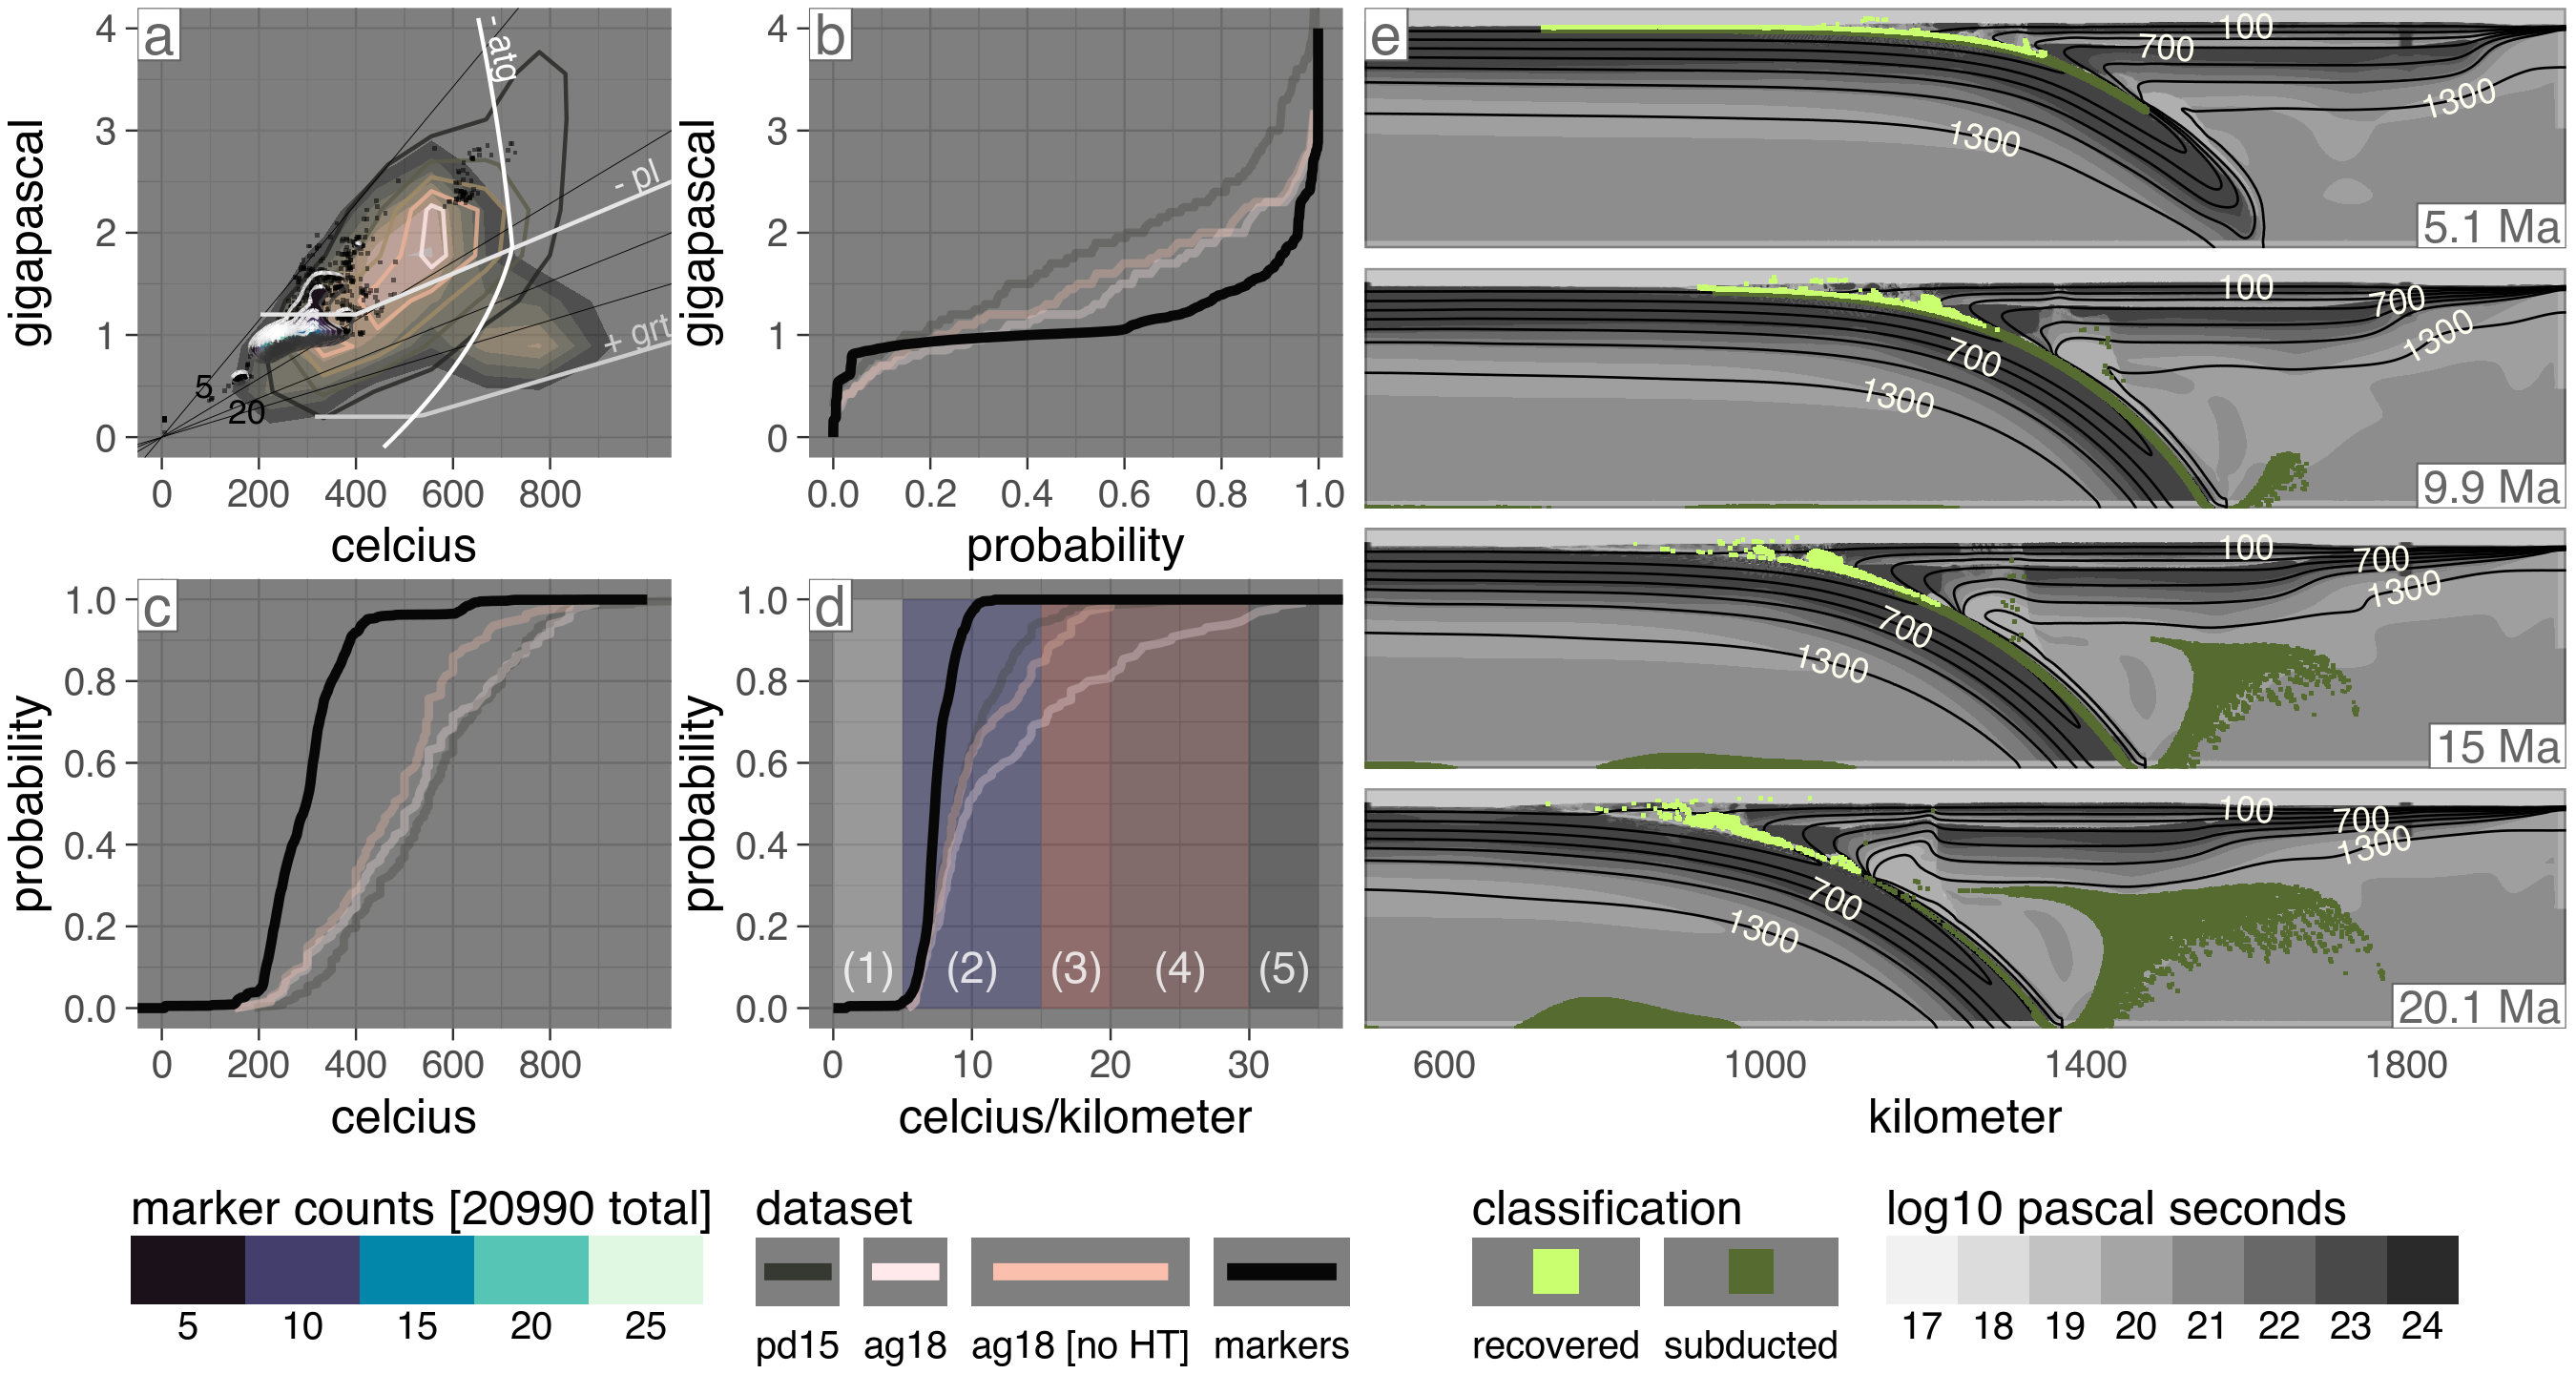 a
4
3
2
1
0
gigapascal
- atg
- pl
+ grt
5
20
0
200
400
600
800
celcius
b
4
3
2
1
0
gigapascal
0.0
0.2
0.4
0.6
0.8
1.0
probability
c
1.0
0.8
0.6
0.4
0.2
0.0
probability
0
200
400
600
800
celcius
d
1.0
0.8
0.6
0.4
0.2
0.0
probability
(1)
(2)
(3)
(4)
(5)
0
10
20
30
celcius/kilometer
e
100
700
1300
1300
5.1 Ma
100
700
1300
700
1300
9.9 Ma
100
700
1300
700
1300
15 Ma
100
700
1300
700
1300
20.1 Ma
600
1000
1400
1800
kilometer
marker counts [20990 total]
5
10
15
20
25
dataset
pd15
ag18
ag18 [no HT]
markers
classification
recovered
subducted
log10 pascal seconds
17
18
19
20
21
22
23
24